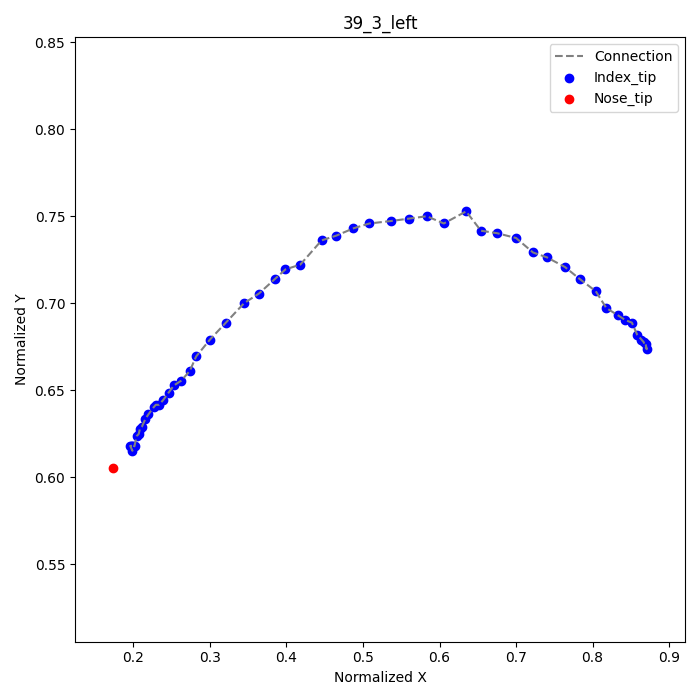 39_3_left
0.85
0.80
0.75
0.70
0.65
0.60
0.55
Normalized Y
0.2 0.3 0.4 0.5 0.6 0.7 0.8 0.9
Normalized X
Connection
Index_tip
Nose_tip